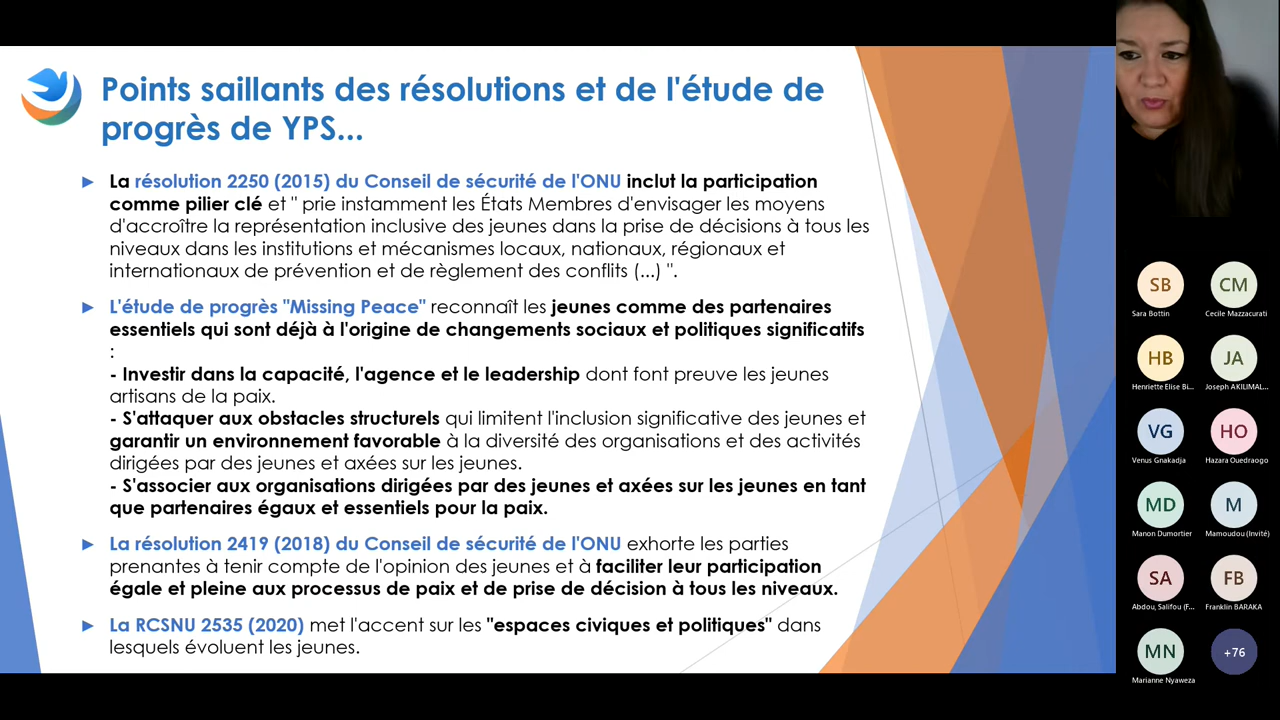 Points saillants des résolutions et de l'étude de
progrès de YPS...
► La résolution 2250 (2015) du Conseil de sécurité de l'ONU inclut la participation
comme pilier clé et " prie instamment les États Membres d'envisager les moyens
d'accroître la représentation inclusive des jeunes dans la prise de décisions à tous les
niveaux dans les institutions et mécanismes locaux, nationaux, régionaux et
internationaux de prévention et de règlement des conflits (...) ".
► L'étude de progrès "Missing Peace" reconnaît les jeunes comme des partenaires
essentiels qui sont déjà à l'origine de changements sociaux et politiques significatifs
:
- Investir dans la capacité, l'agence et le leadership dont font preuve les jeunes
artisans de la paix.
- S'attaquer aux obstacles structurels qui limitent l'inclusion significative des jeunes et
garantir un environnement favorable à la diversité des organisations et des activités
dirigées par des jeunes et axées sur les jeunes.
- S'associer aux organisations dirigées par des jeunes et axées sur les jeunes en tant
que partenaires égaux et essentiels pour la paix.
► La résolution 2419 (2018) du Conseil de sécurité de l'ONU exhorte les parties
prenantes à tenir compte de l'opinion des jeunes et à faciliter leur participation
égale et pleine aux processus de paix et de prise de décision à tous les niveaux.
► La RCSNU 2535 (2020) met l'accent sur les "espaces civiques et politiques" dans
lesquels évoluent les jeunes.
SB
Sara Bottin
CM
Cecile Mazzacurati
HB
Henriette Elise Bi...
JA
Joseph AKILIMAL...
VG
Venus Gnakadja
HO
Hazara Ouedraogo
MD
Manon Dumortier
M
Mamoudou (Invité)
SA
Abdou, Salifou (F...
FB
Franklin BARAKA
MN
Marianne Nyaweza
+76